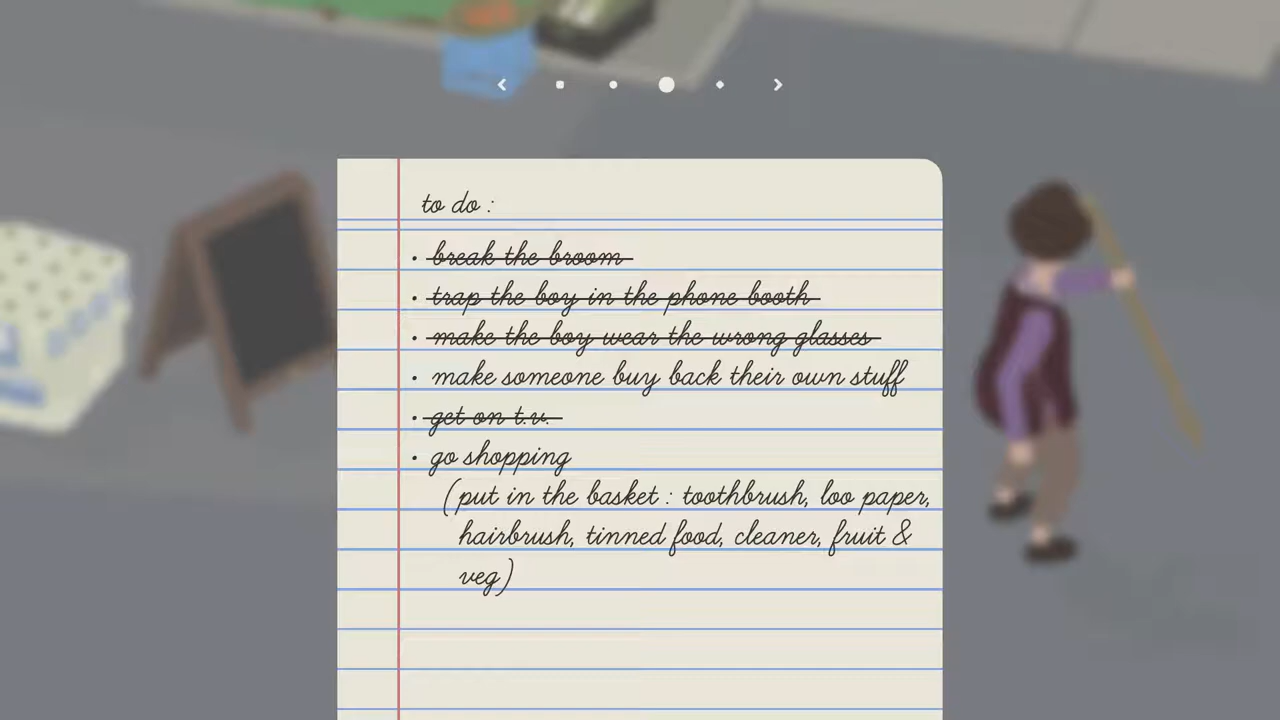 to do :
• break the broom
• trap the boy in the phone booth
• make the boy wear the wrong glasses
• make someone buy back their own stuff
• get on t.v.
• go shopping
(put in the basket : toothbrush, loo paper,
hairbrush, tinned food, cleaner, fruit &
veg)